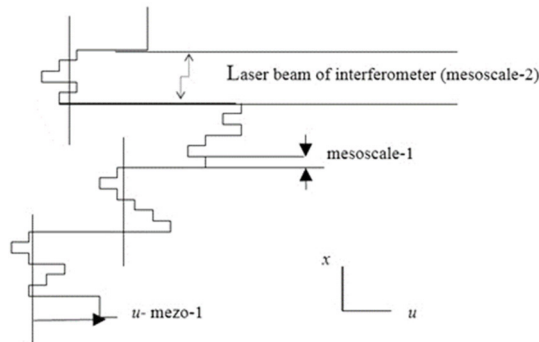 Laser beam of interferometer (mesoscale-2)
mesoscale-1
x
u- mezo-1
u